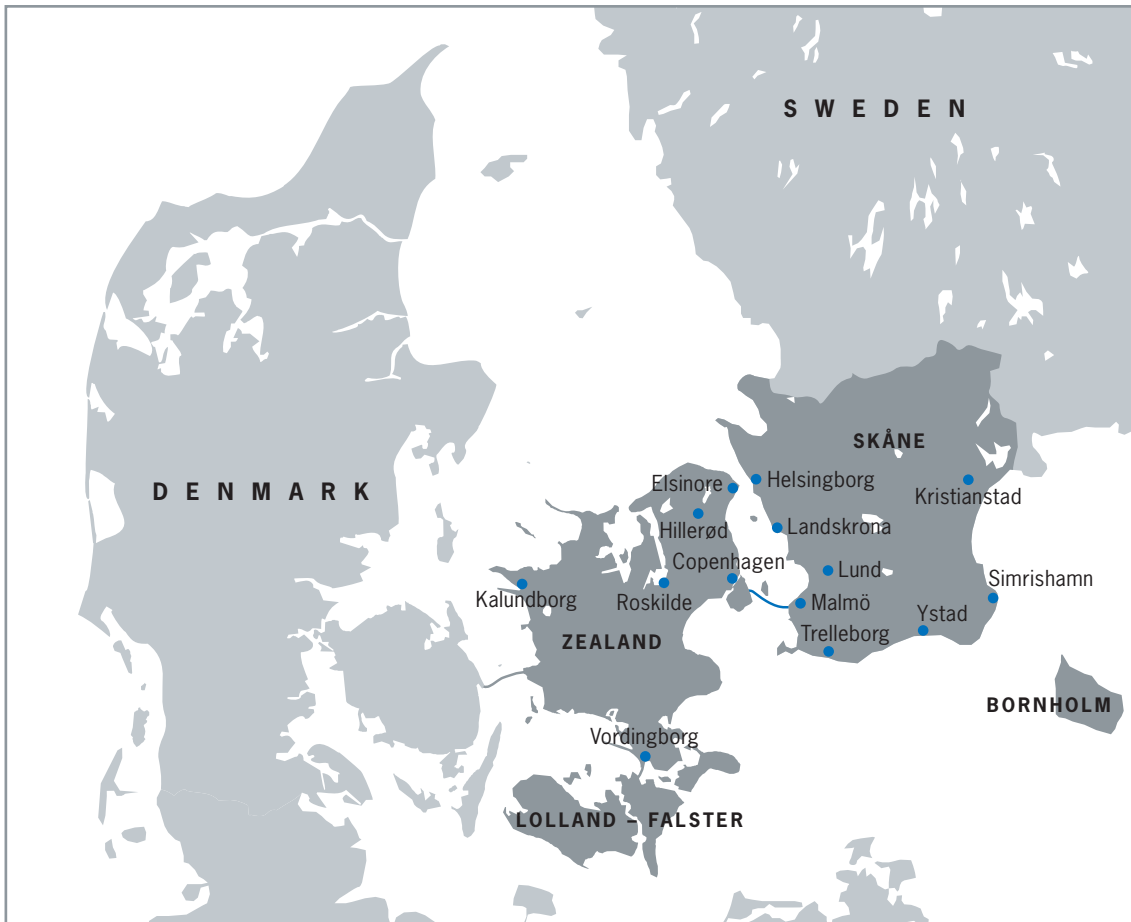 SWEDEN
SKÅNE
DENMARK
Elsinore
Helsingborg
Kristianstad
Hillerød
Landskrona
Copenhagen
Lund
Simrishamn
Kalundborg
Roskilde
Malmö
Ystad
Trelleborg
ZEALAND
BORNHOLM
Vordingborg
LOLLAND – FALSTER